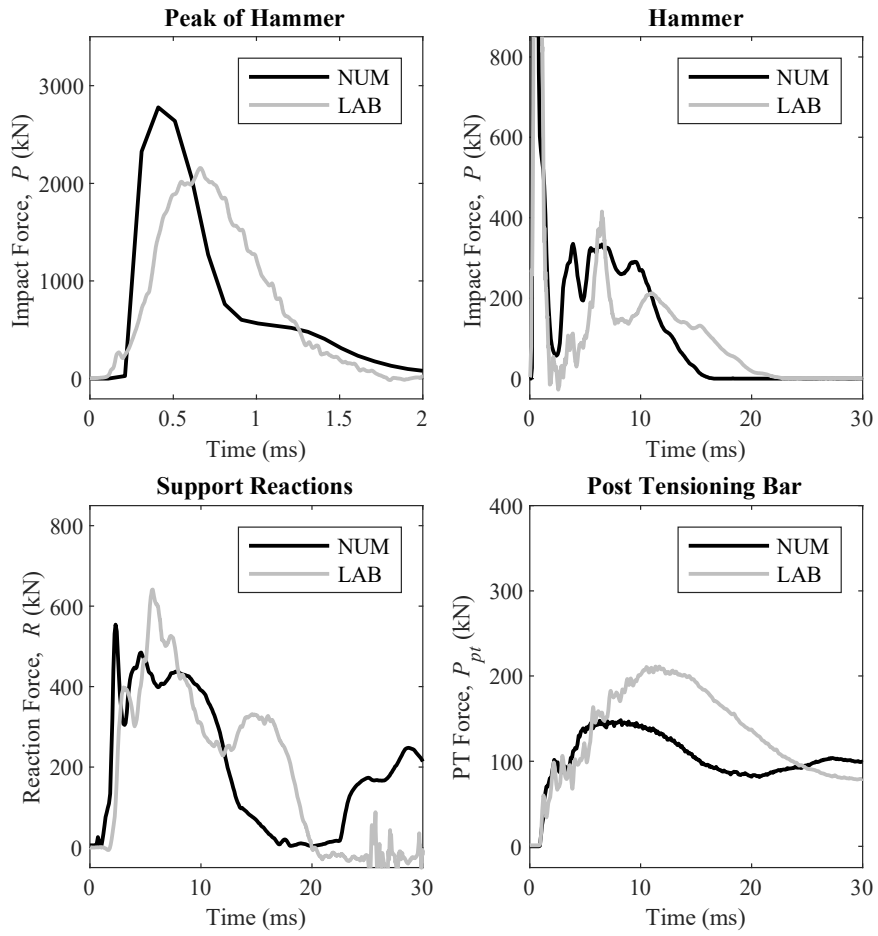 Peak of Hammer
3000
2000
1000
0
Impact Force, P (kN)
NUM
LAB
0 0.5 1 1.5 2
Time (ms)
Hammer
800
600
400
200
0
Impact Force, P (kN)
NUM
LAB
0 10 20 30
Time (ms)
Support Reactions
800
600
400
200
0
Reaction Force, R (kN)
NUM
LAB
0 10 20 30
Time (ms)
Post Tensioning Bar
400
300
200
100
0
PT Force, P_pt (kN)
NUM
LAB
0 10 20 30
Time (ms)